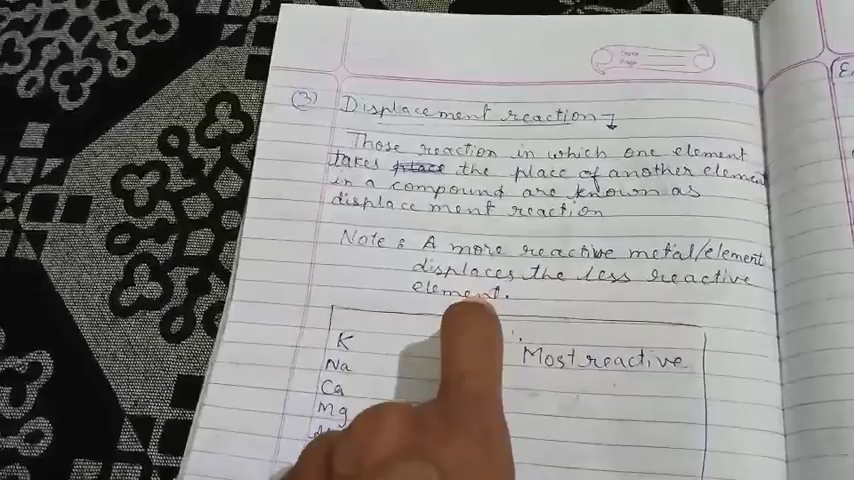 (3) Displacement reaction
Those reaction in which one element
takes the place of another element
in a compound are known as
displacement reaction
Note : A more reactive metal/element
displaces the less reactive
element.
K Most reactive
Na
Ca
Mg